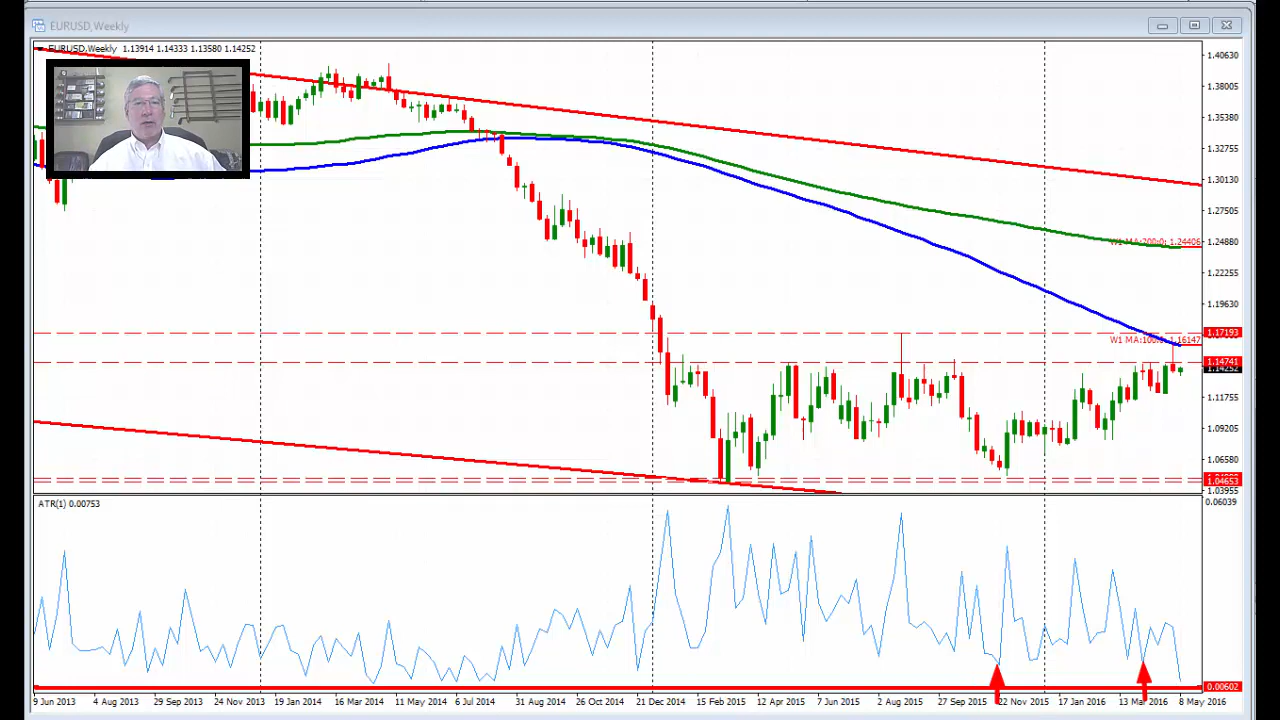 EURUSD,Weekly
EURUSD,Weekly 1.13914 1.14333 1.13580 1.14252
1.40630
1.38005
1.35380
1.32755
1.30130
1.27505
W1 MA:200:0: 1.24406
1.24880
1.22255
1.19630
1.17193
W1 MA:100:0: 1.16147
1.14741
1.14252
1.11755
1.09205
1.06580
1.04653
1.03955
ATR(1) 0.00753
0.06039
0.00602
9 Jun 2013
4 Aug 2013
29 Sep 2013
24 Nov 2013
19 Jan 2014
16 Mar 2014
11 May 2014
6 Jul 2014
31 Aug 2014
26 Oct 2014
21 Dec 2014
15 Feb 2015
12 Apr 2015
7 Jun 2015
2 Aug 2015
27 Sep 2015
22 Nov 2015
17 Jan 2016
13 Mar 2016
8 May 2016